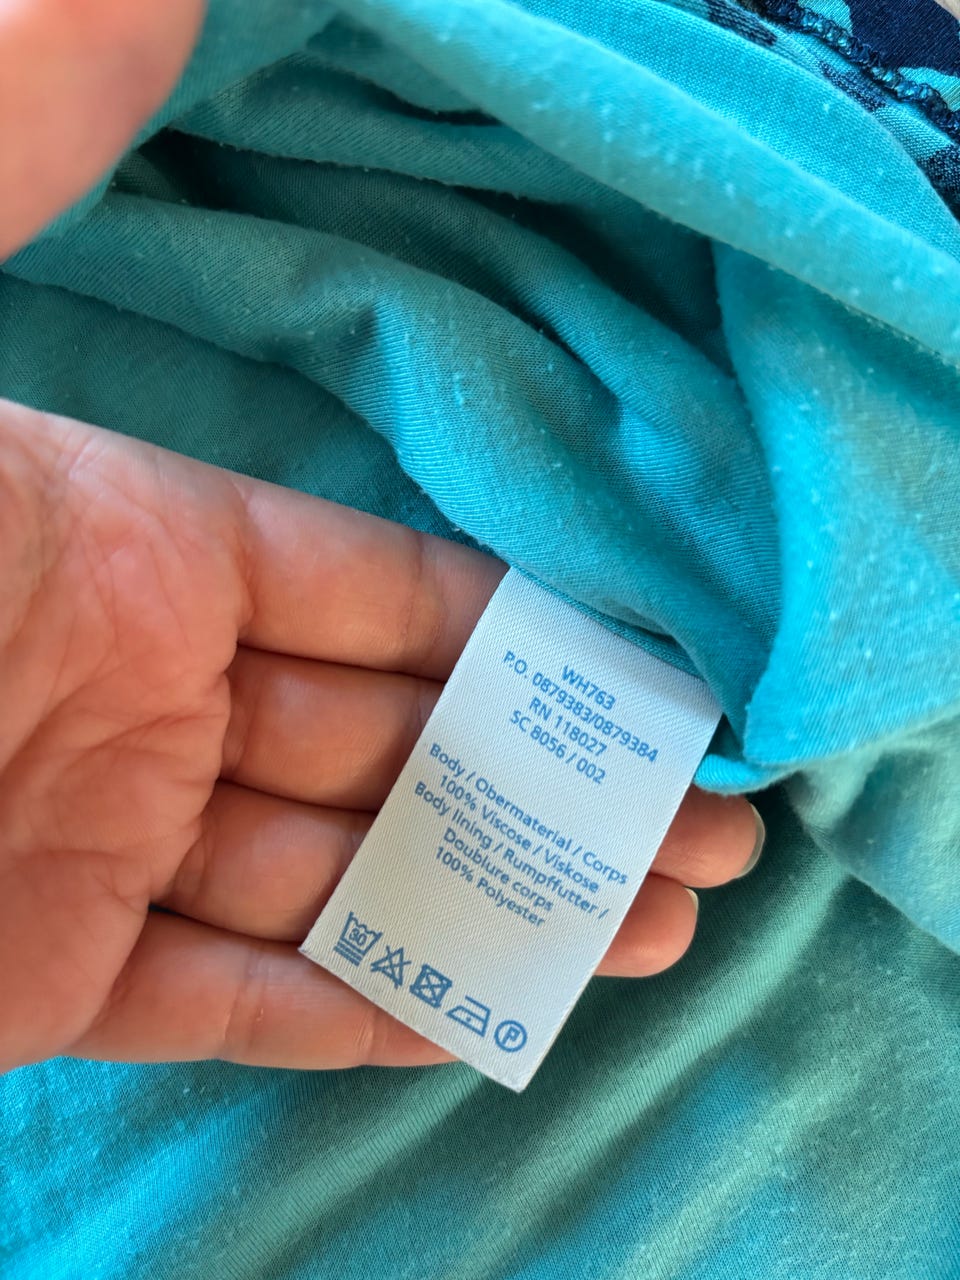 WH763
P.O. 0879383/0879384
RN 118027
SC 8056 / 002
Body / Obermaterial / Corps
100% Viscose / Viskose
Body lining / Rumpffutter /
Doublure corps
100% Polyester
30
P